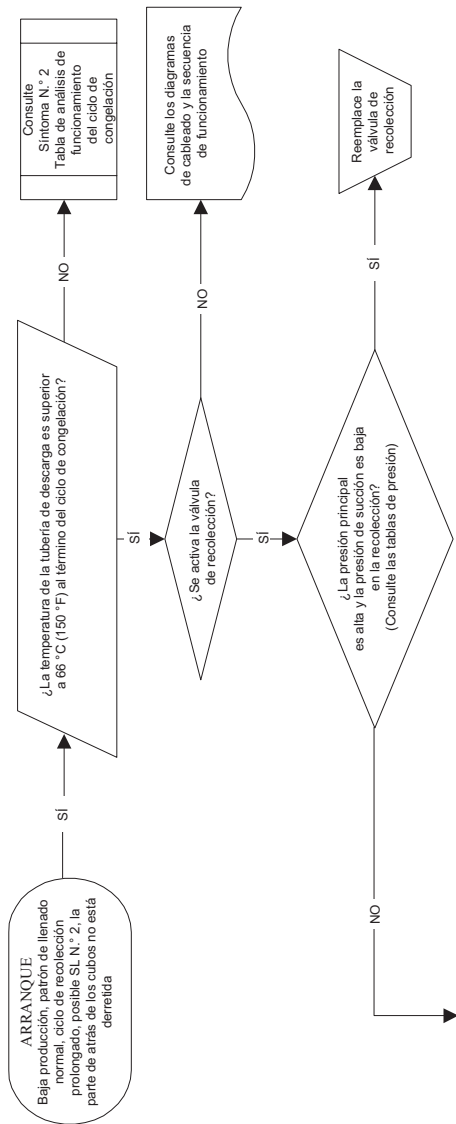 ARRANQUE
Baja producción, patrón de llenado
normal, ciclo de recolección
prolongado, posible SL N.° 2, la
parte de atrás de los cubos no está
derretida
SÍ
¿La temperatura de la tubería de descarga es superior
a 66 °C (150 °F) al término del ciclo de congelación?
NO
Consulte
Síntoma N.° 2
Tabla de análisis de
funcionamiento
del ciclo de
congelación
SÍ
¿Se activa la válvula
de recolección?
NO
Consulte los diagramas
de cableado y la secuencia
de funcionamiento
SÍ
¿La presión principal
es alta y la presión de succión es baja
en la recolección?
(Consulte las tablas de presión)
SÍ
Reemplace la
válvula de
recolección
NO